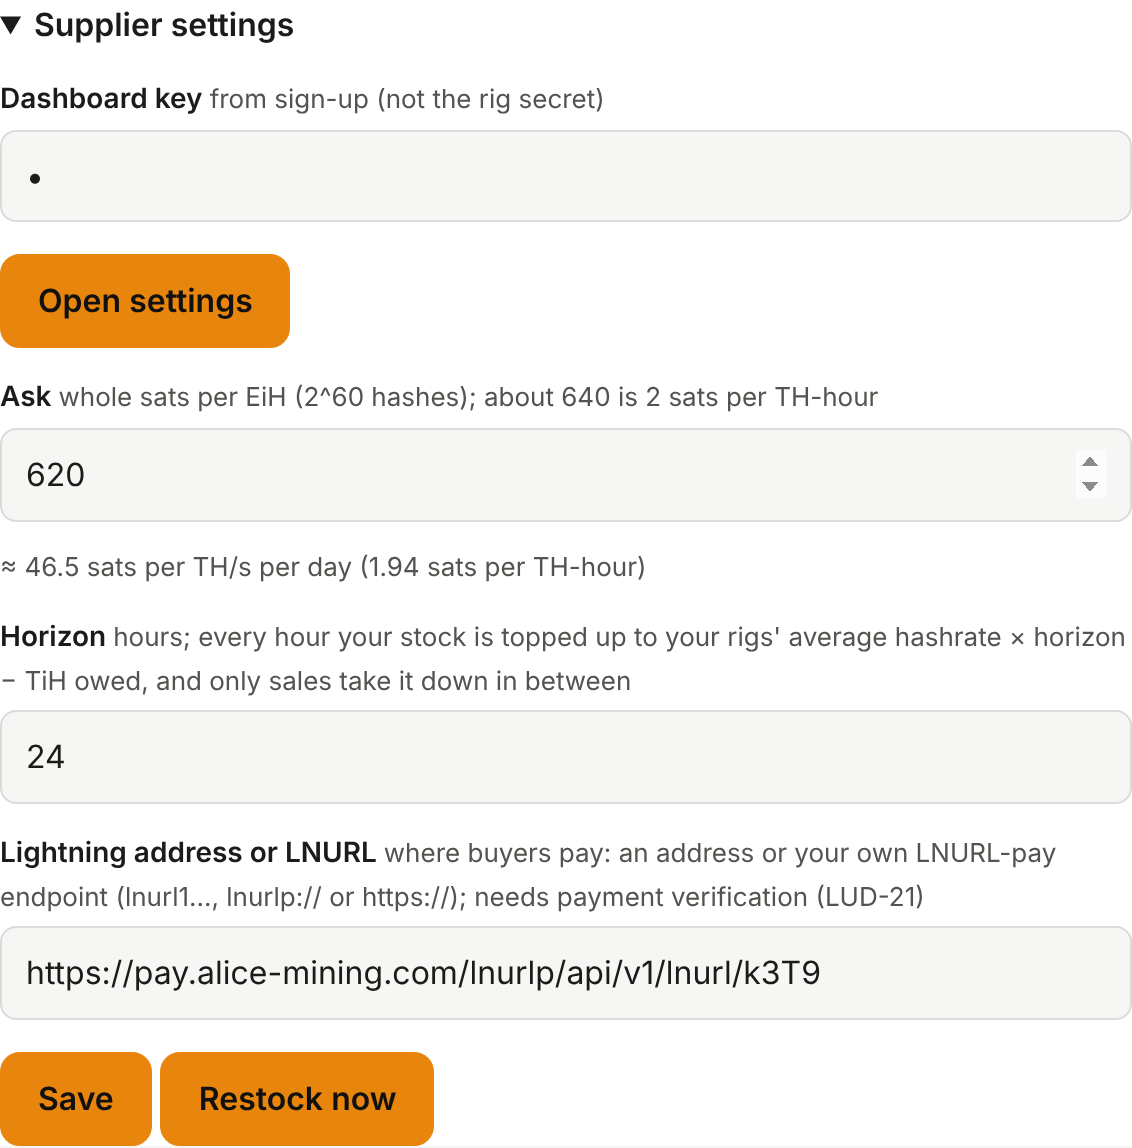 ▼ Supplier settings
Dashboard key from sign-up (not the rig secret)
•
Open settings
Ask whole sats per EiH (2^60 hashes); about 640 is 2 sats per TH-hour
620
≈ 46.5 sats per TH/s per day (1.94 sats per TH-hour)
Horizon hours; every hour your stock is topped up to your rigs' average hashrate × horizon
− TiH owed, and only sales take it down in between
24
Lightning address or LNURL where buyers pay: an address or your own LNURL-pay
endpoint (lnurl1..., lnurlp:// or https://); needs payment verification (LUD-21)
https://pay.alice-mining.com/lnurlp/api/v1/lnurl/k3T9
Save Restock now